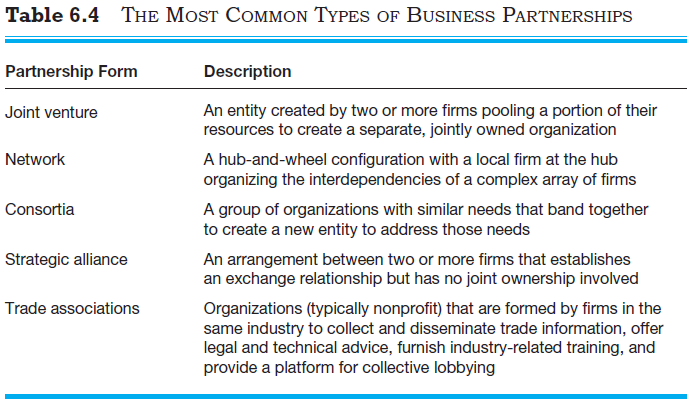 Table 6.4 The Most Common Types of Business Partnerships
Partnership Form Description
Joint venture An entity created by two or more firms pooling a portion of their
resources to create a separate, jointly owned organization
Network A hub-and-wheel configuration with a local firm at the hub
organizing the interdependencies of a complex array of firms
Consortia A group of organizations with similar needs that band together
to create a new entity to address those needs
Strategic alliance An arrangement between two or more firms that establishes
an exchange relationship but has no joint ownership involved
Trade associations Organizations (typically nonprofit) that are formed by firms in the
same industry to collect and disseminate trade information, offer
legal and technical advice, furnish industry-related training, and
provide a platform for collective lobbying